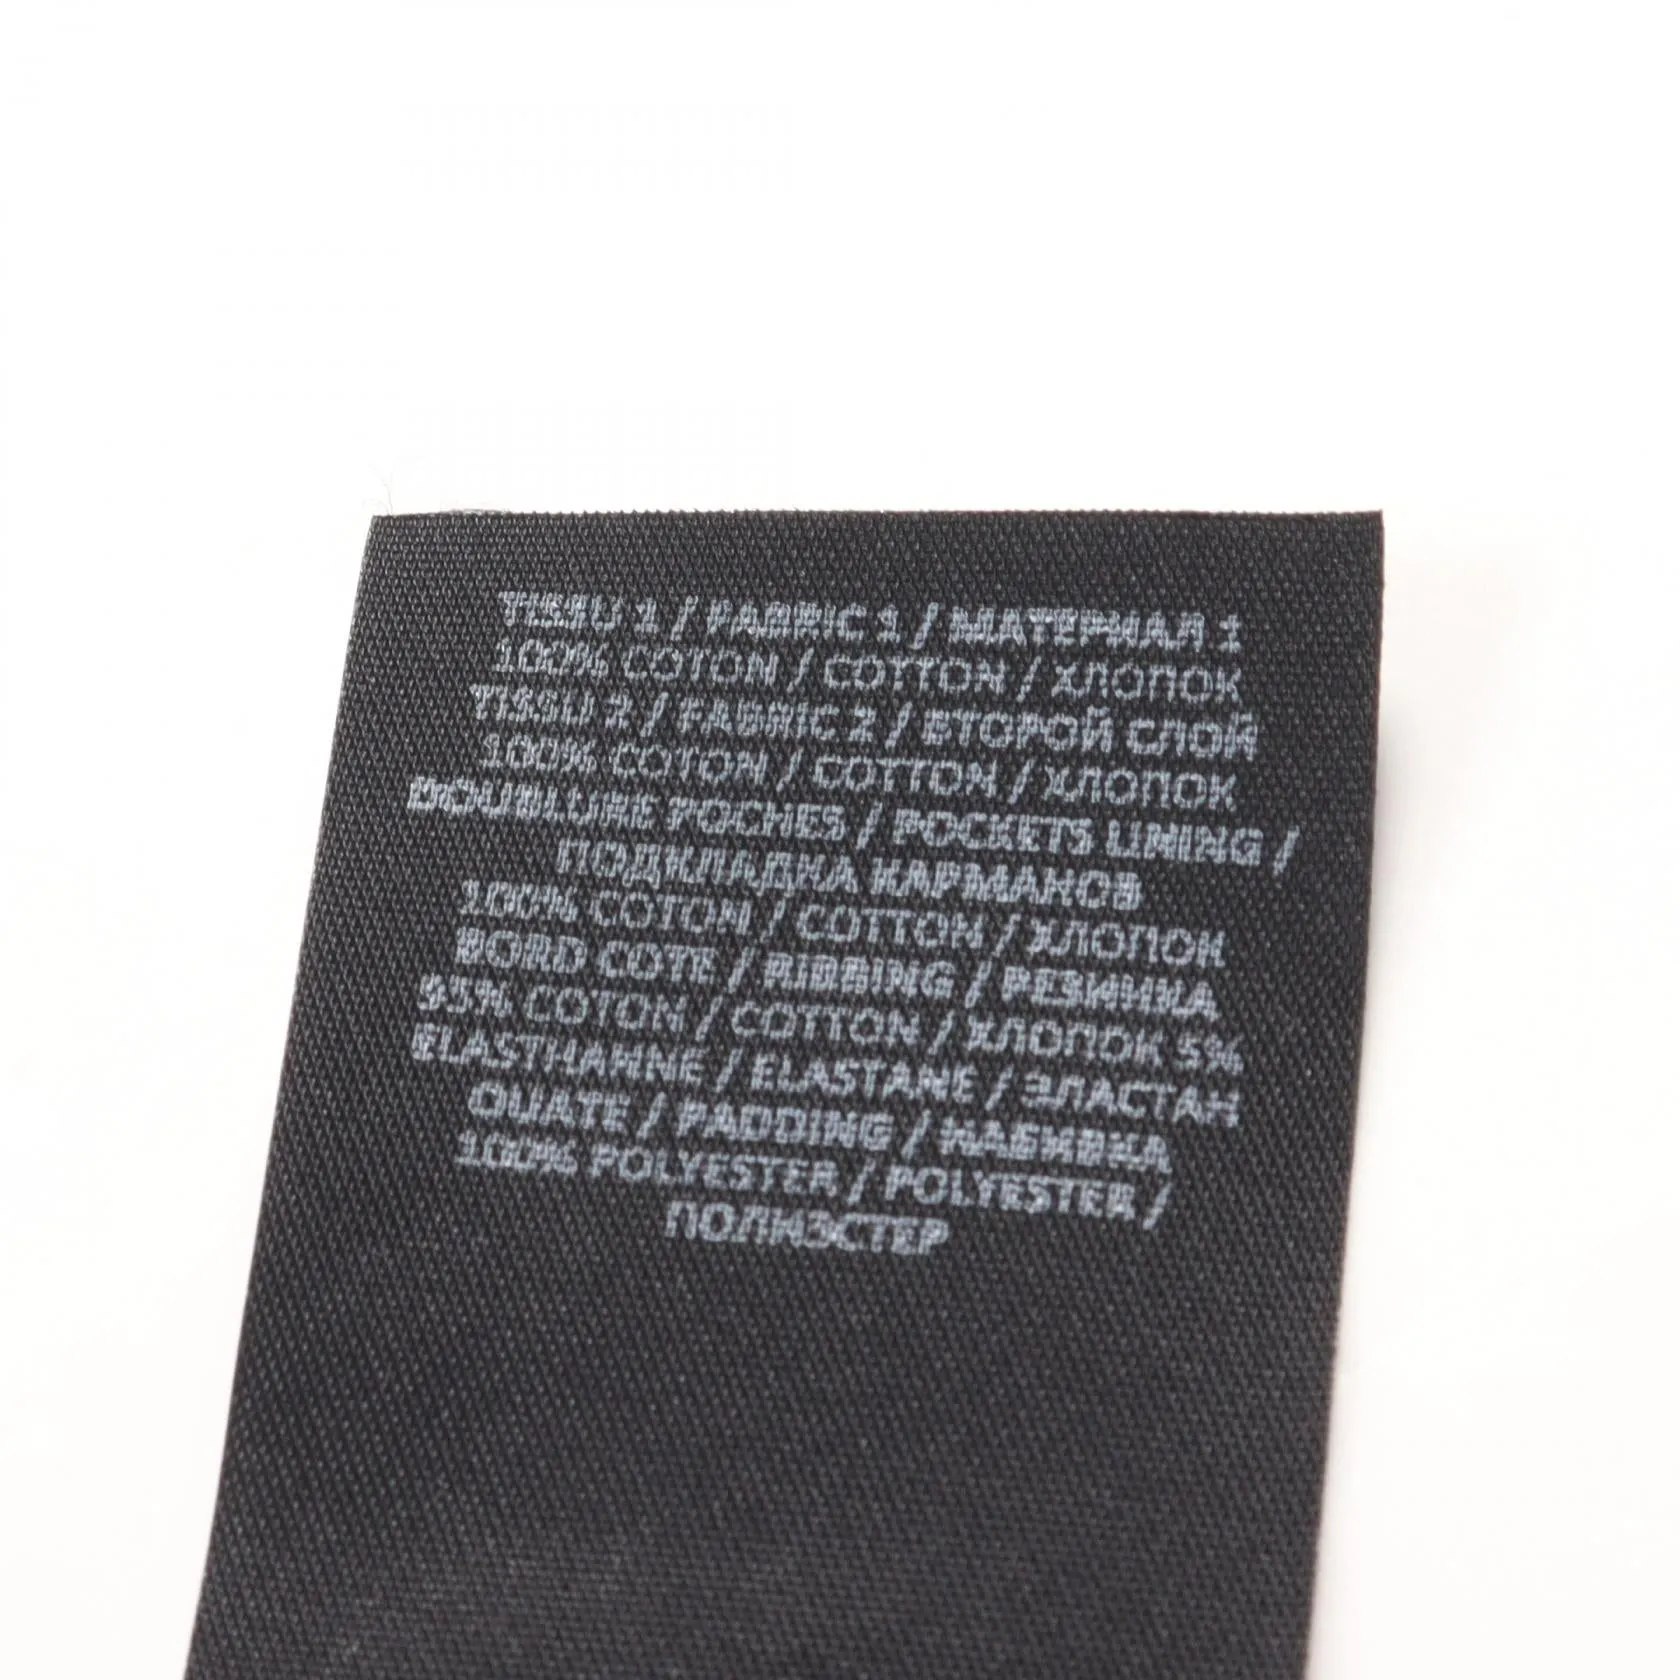 TISSU 1 / FABRIC 1 / МАТЕРИАЛ 1
100% COTON / COTTON / ХЛОПОК
TISSU 2 / FABRIC 2 / ВТОРОЙ СЛОЙ
100% COTON / COTTON / ХЛОПОК
DOUBLURE POCHES / POCKETS LINING /
ПОДКЛАДКА КАРМАНОВ
100% COTON / COTTON / ХЛОПОК
BORD COTE / RIBBING / РЕЗИНКА
95% COTON / COTTON / ХЛОПОК 5%
ELASTHANNE / ELASTANE / ЭЛАСТАН
OUATE / PADDING / НАБИВКА
100% POLYESTER / POLYESTER /
ПОЛИЭСТЕР